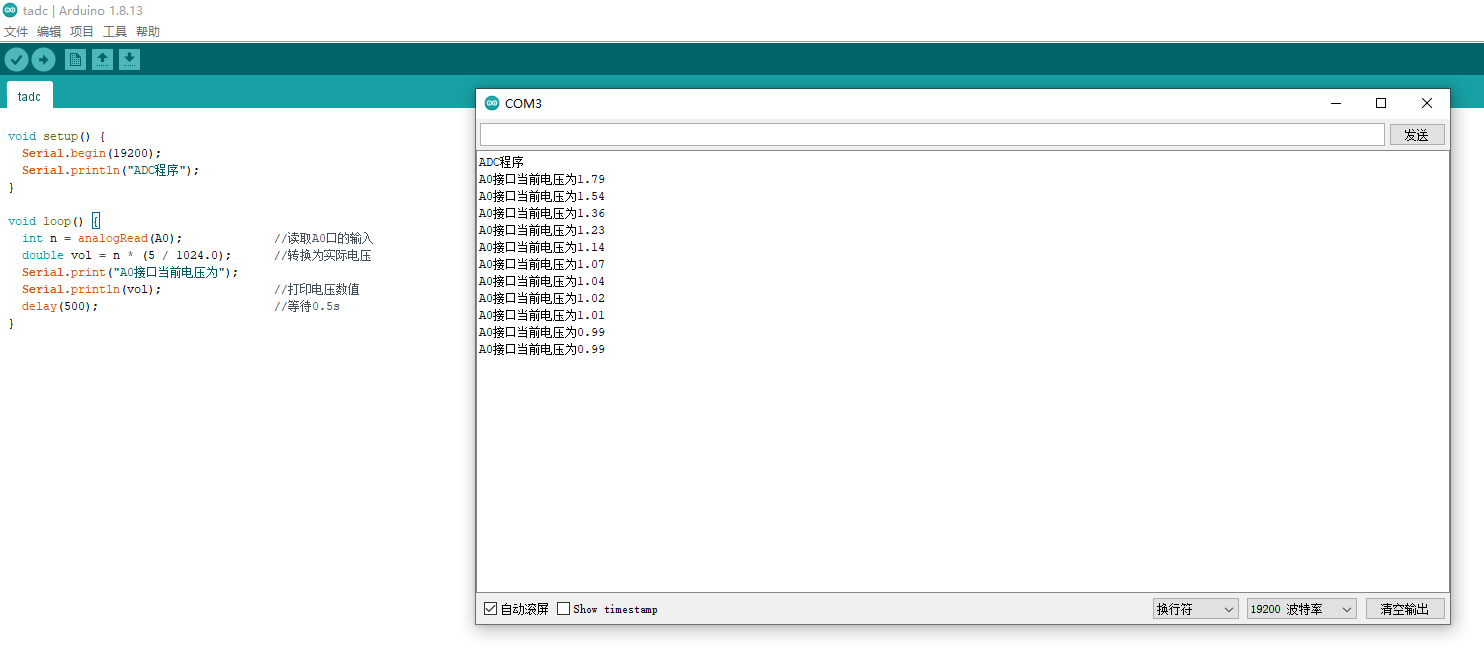 tadc | Arduino 1.8.13
文件 编辑 项目 工具 帮助
tadc
void setup() {
  Serial.begin(19200);
  Serial.println("ADC程序");
}
void loop() {
  int n = analogRead(A0);             //读取A0口的输入
  double vol = n * (5 / 1024.0);      //转换为实际电压
  Serial.print("A0接口当前电压为");
  Serial.println(vol);                //打印电压数值
  delay(500);                         //等待0.5s
}
COM3
发送
ADC程序
A0接口当前电压为1.79
A0接口当前电压为1.54
A0接口当前电压为1.36
A0接口当前电压为1.23
A0接口当前电压为1.14
A0接口当前电压为1.07
A0接口当前电压为1.04
A0接口当前电压为1.02
A0接口当前电压为1.01
A0接口当前电压为0.99
A0接口当前电压为0.99
自动滚屏 Show timestamp 换行符 19200 波特率 清空输出